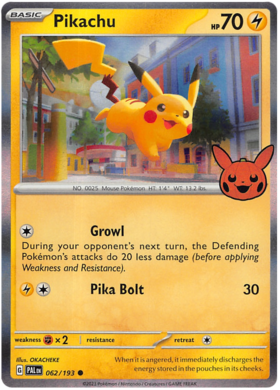 BASIC
Pikachu HP 70
NO. 0025 Mouse Pokémon HT: 1'4" WT: 13.2 lbs.
Growl
During your opponent's next turn, the Defending
Pokémon's attacks do 20 less damage (before applying
Weakness and Resistance).
Pika Bolt 30
weakness ×2 resistance retreat
Illus. OKACHEKE
G PAL EN 062/193
When it is angered, it immediately discharges
the energy stored in the pouches in its cheeks.
©2023 Pokémon / Nintendo / Creatures / GAME FREAK